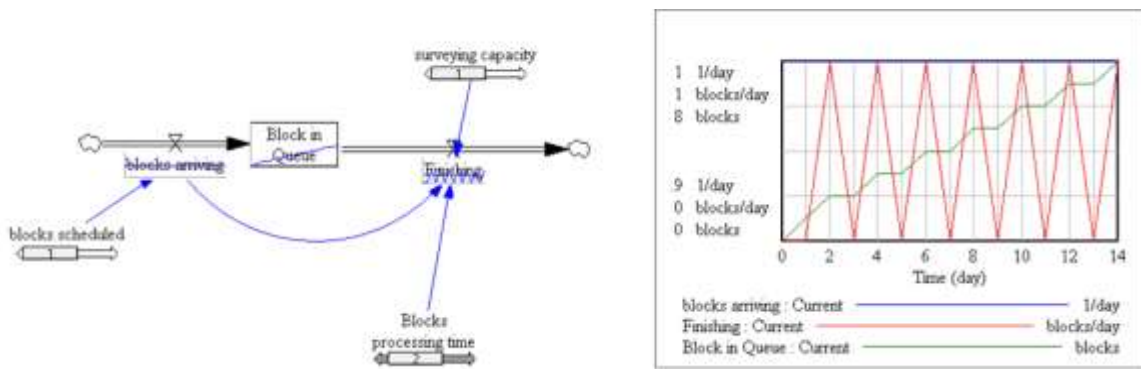 surveying capacity
1
Block in
Queue
blocks arriving
Finishing
blocks scheduled
1
Blocks
processing time
2
1 1/day
1 blocks/day
8 blocks
9 1/day
0 blocks/day
0 blocks
0 2 4 6 8 10 12 14
Time (day)
blocks arriving : Current 1/day
Finishing : Current blocks/day
Block in Queue : Current blocks